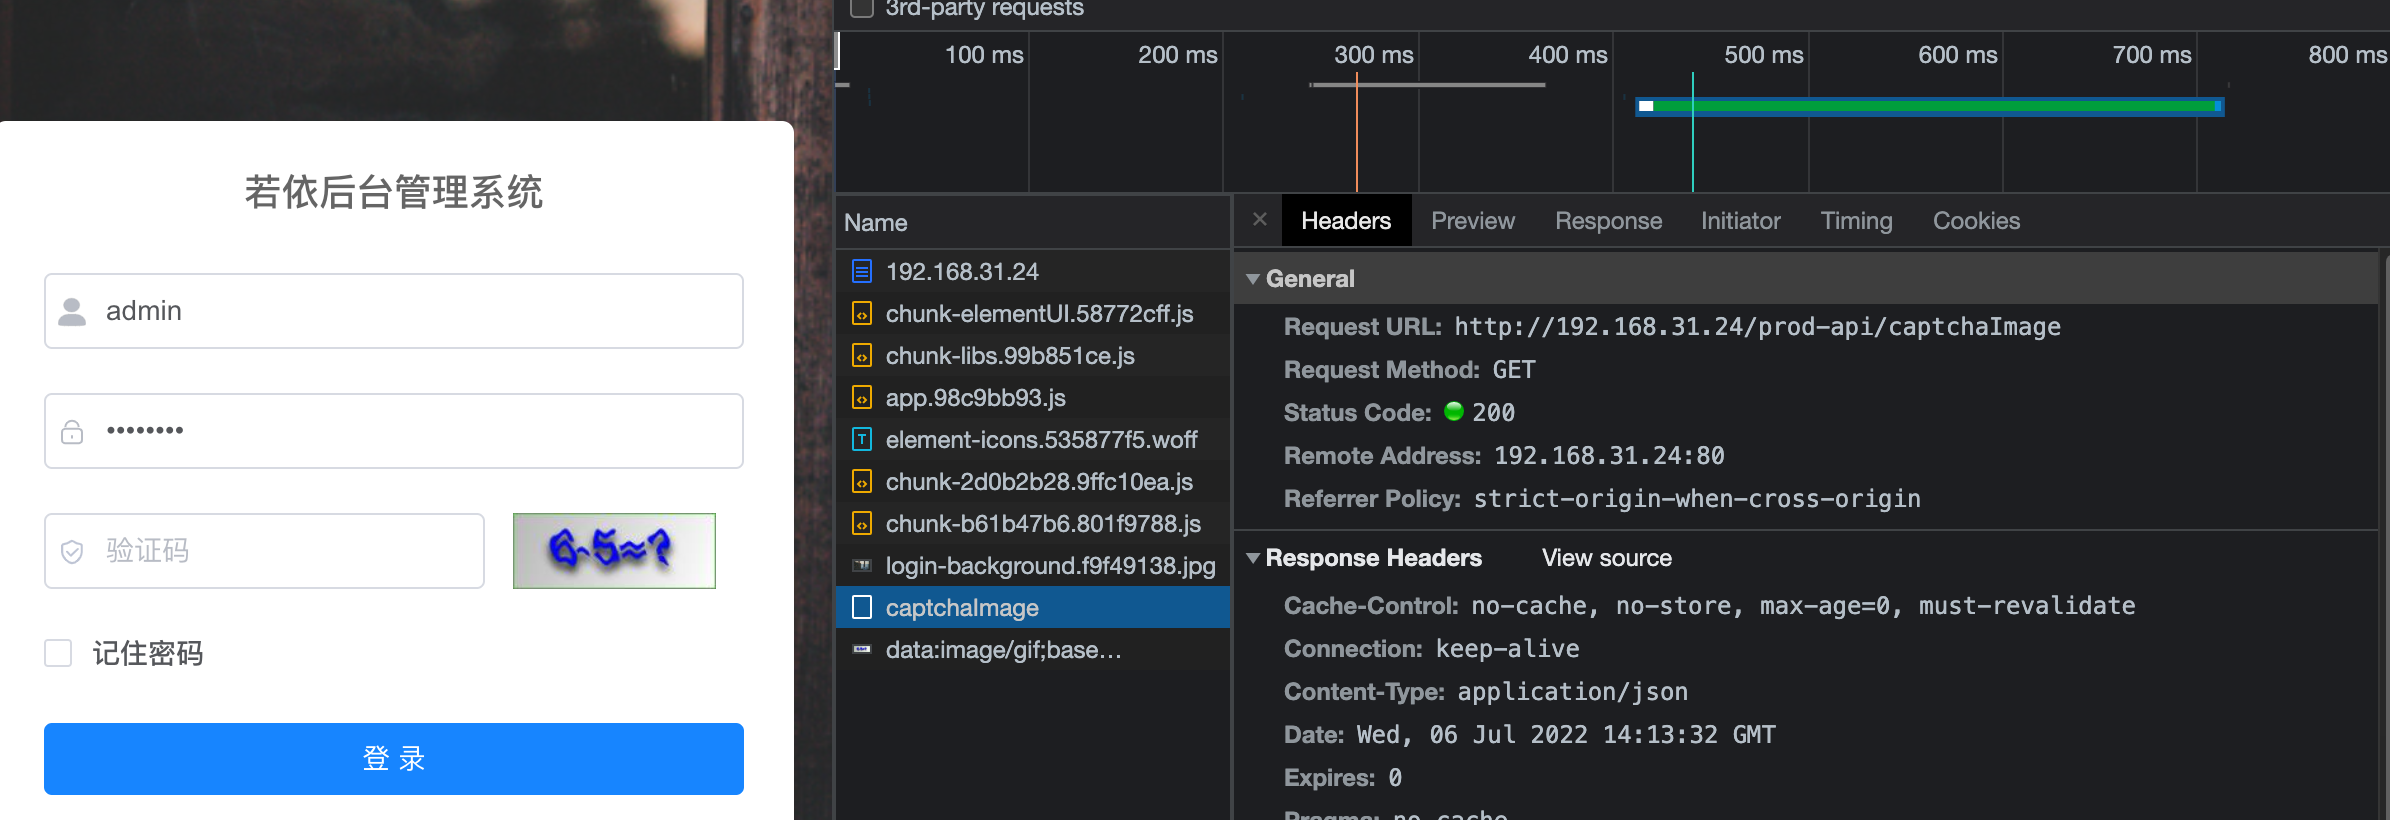 若依后台管理系统
admin
••••••••
验证码
6-5=?
记住密码
登 录
3rd-party requests
100 ms
200 ms
300 ms
400 ms
500 ms
600 ms
700 ms
800 ms
Name
192.168.31.24
chunk-elementUI.58772cff.js
chunk-libs.99b851ce.js
app.98c9bb93.js
element-icons.535877f5.woff
chunk-2d0b2b28.9ffc10ea.js
chunk-b61b47b6.801f9788.js
login-background.f9f49138.jpg
captchaImage
data:image/gif;base…
× Headers Preview Response Initiator Timing Cookies
General
Request URL: http://192.168.31.24/prod-api/captchaImage
Request Method: GET
Status Code: 200
Remote Address: 192.168.31.24:80
Referrer Policy: strict-origin-when-cross-origin
Response Headers View source
Cache-Control: no-cache, no-store, max-age=0, must-revalidate
Connection: keep-alive
Content-Type: application/json
Date: Wed, 06 Jul 2022 14:13:32 GMT
Expires: 0
Pragma: no-cache